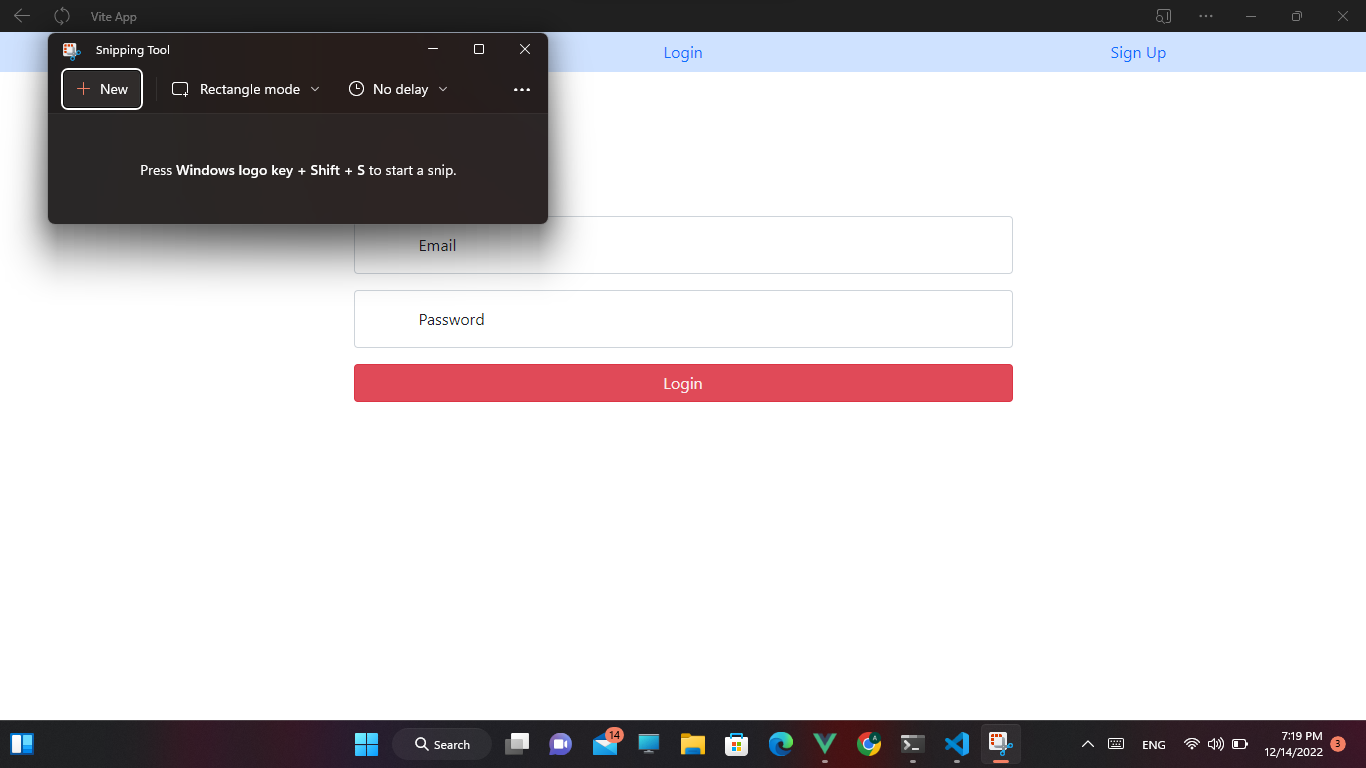 Vite App
Snipping Tool
Login
Sign Up
New
Rectangle mode
No delay
Press Windows logo key + Shift + S to start a snip.
Email
Password
Login
14
Search
ENG
7:19 PM
12/14/2022
3